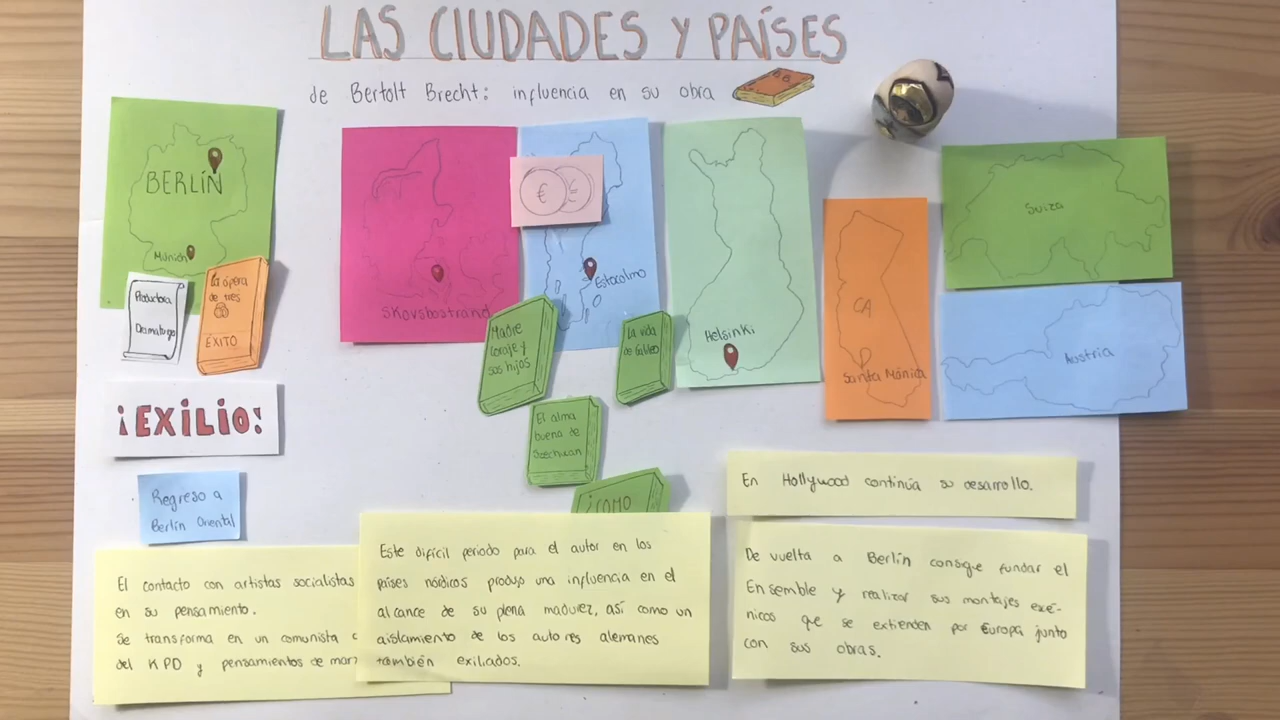 LAS CIUDADES Y PAÍSES
de Bertolt Brecht: influencia en su obra
BERLÍN
Munich
Productora
Dramaturgo
La ópera
de tres
ÉXITO
¡EXILIO!
Regreso a
Berlín Oriental
Skovsbostrand
€
Estocolmo
Madre
coraje y
sus hijos
La vida
de Galileo
El alma
buena de
Sechuan
¿COMO
Helsinki
CA
Santa Mónica
Suiza
Austria
El contacto con artistas socialistas
en su pensamiento.
Se transforma en un comunista
del KPD y pensamientos de
Este difícil periodo para el autor en los
países nórdicos produjo una influencia en el
alcance de su plena madurez, así como un
aislamiento de los autores alemanes
también exiliados.
En Hollywood continúa su desarrollo.
De vuelta a Berlín consigue fundar el
Ensemble y realizar sus montajes escé-
nicos que se extienden por Europa junto
con sus obras.